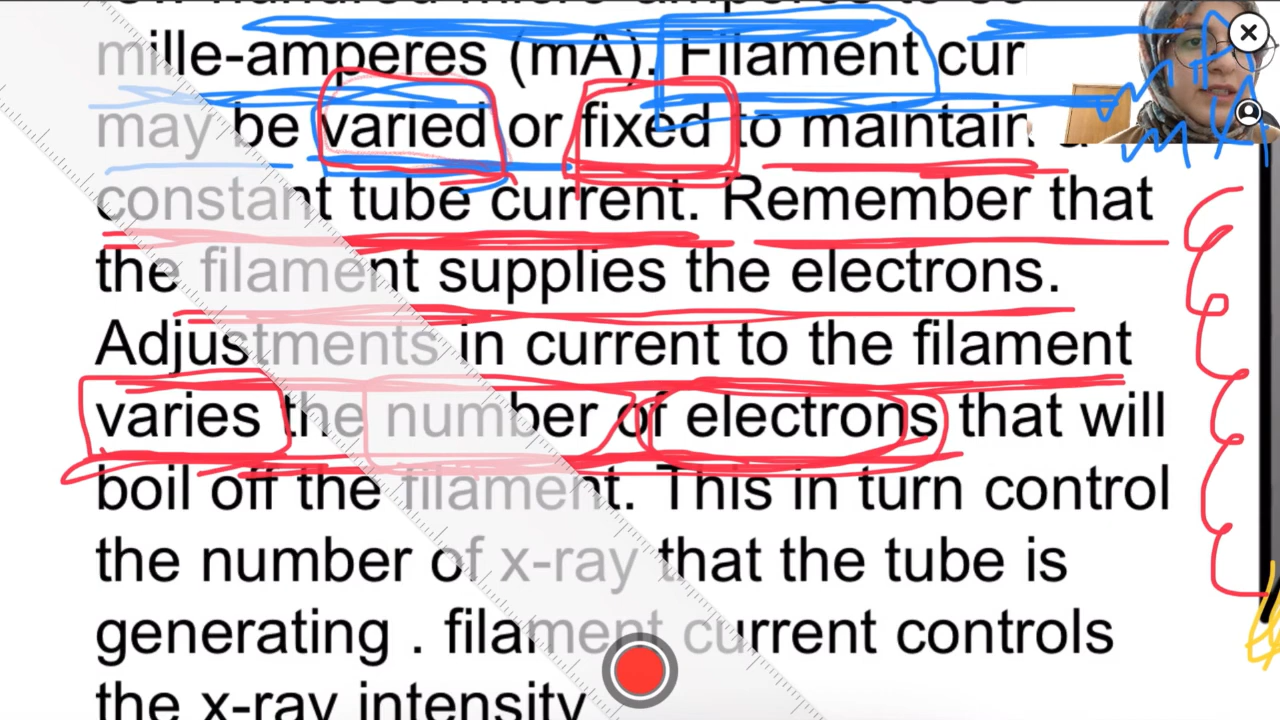 mille-amperes (mA). Filament cur
may be varied or fixed to maintain
constant tube current. Remember that
the filament supplies the electrons.
Adjustments in current to the filament
varies the number of electrons that will
boil off the filament. This in turn control
the number of x-ray that the tube is
generating . filament current controls
the x-ray intensity